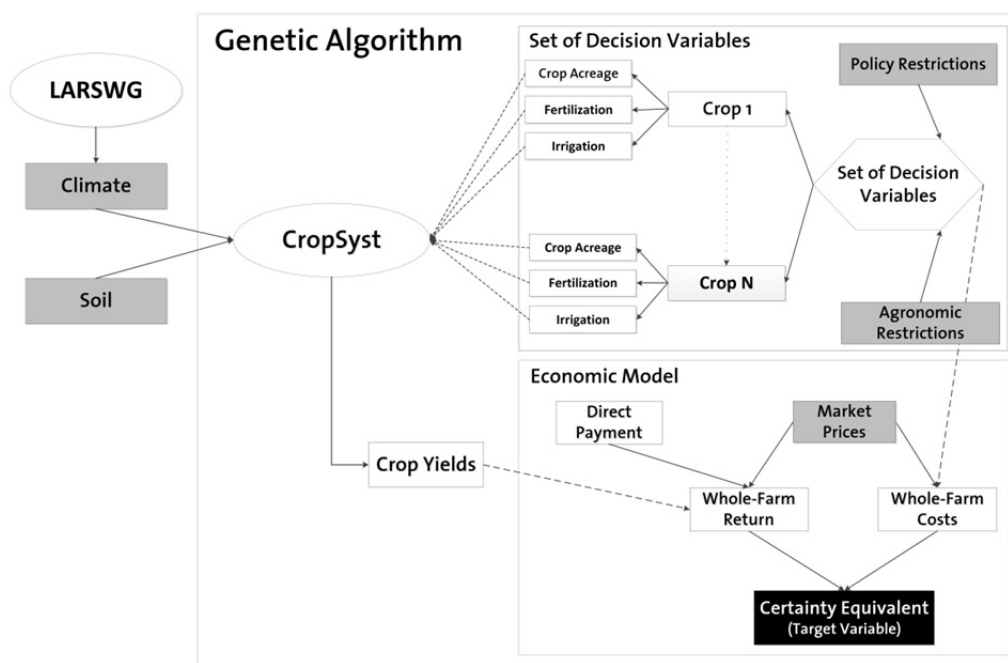 Genetic Algorithm
LARSWG
Climate
Soil
CropSyst
Set of Decision Variables
Crop Acreage
Fertilization
Irrigation
Crop 1
Crop Acreage
Fertilization
Irrigation
Crop N
Policy Restrictions
Set of Decision
Variables
Agronomic
Restrictions
Crop Yields
Economic Model
Direct
Payment
Market
Prices
Whole-Farm
Return
Whole-Farm
Costs
Certainty Equivalent
(Target Variable)